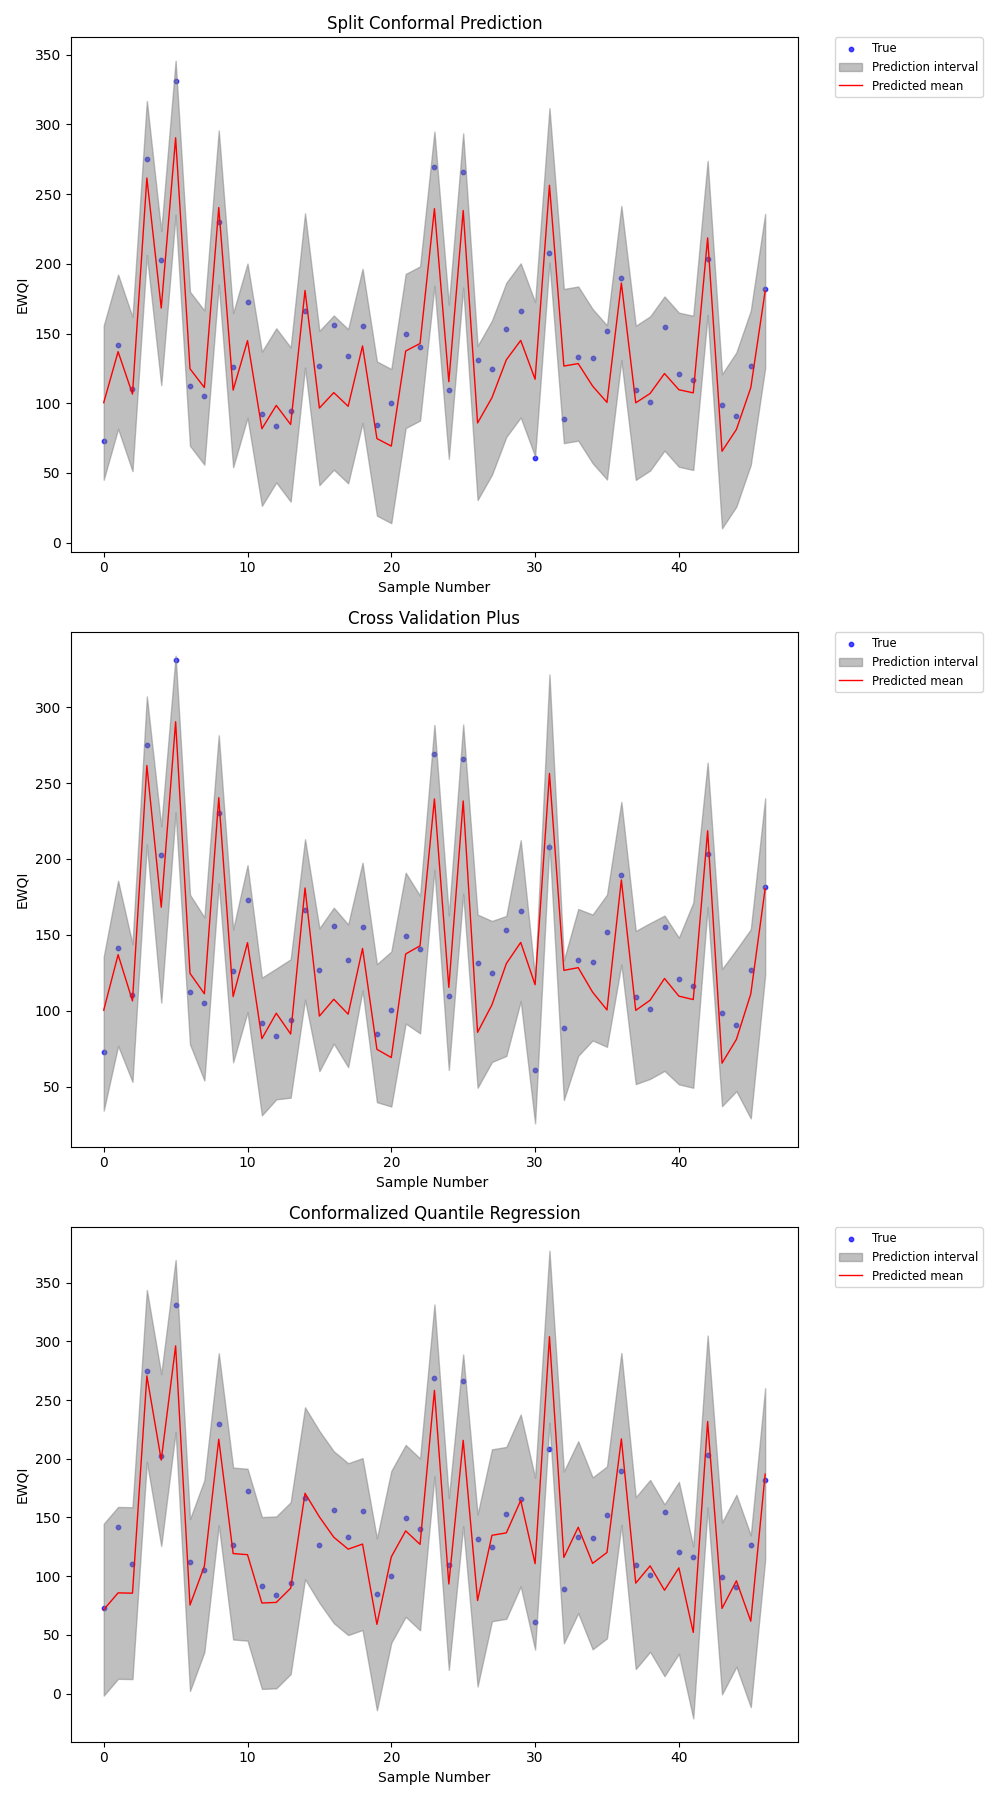 Split Conformal Prediction
True
Prediction interval
Predicted mean
350
300
250
200
150
100
50
0
EWQI
0 10 20 30 40
Sample Number
Cross Validation Plus
True
Prediction interval
Predicted mean
300
250
200
150
100
50
EWQI
0 10 20 30 40
Sample Number
Conformalized Quantile Regression
True
Prediction interval
Predicted mean
350
300
250
200
150
100
50
0
EWQI
0 10 20 30 40
Sample Number